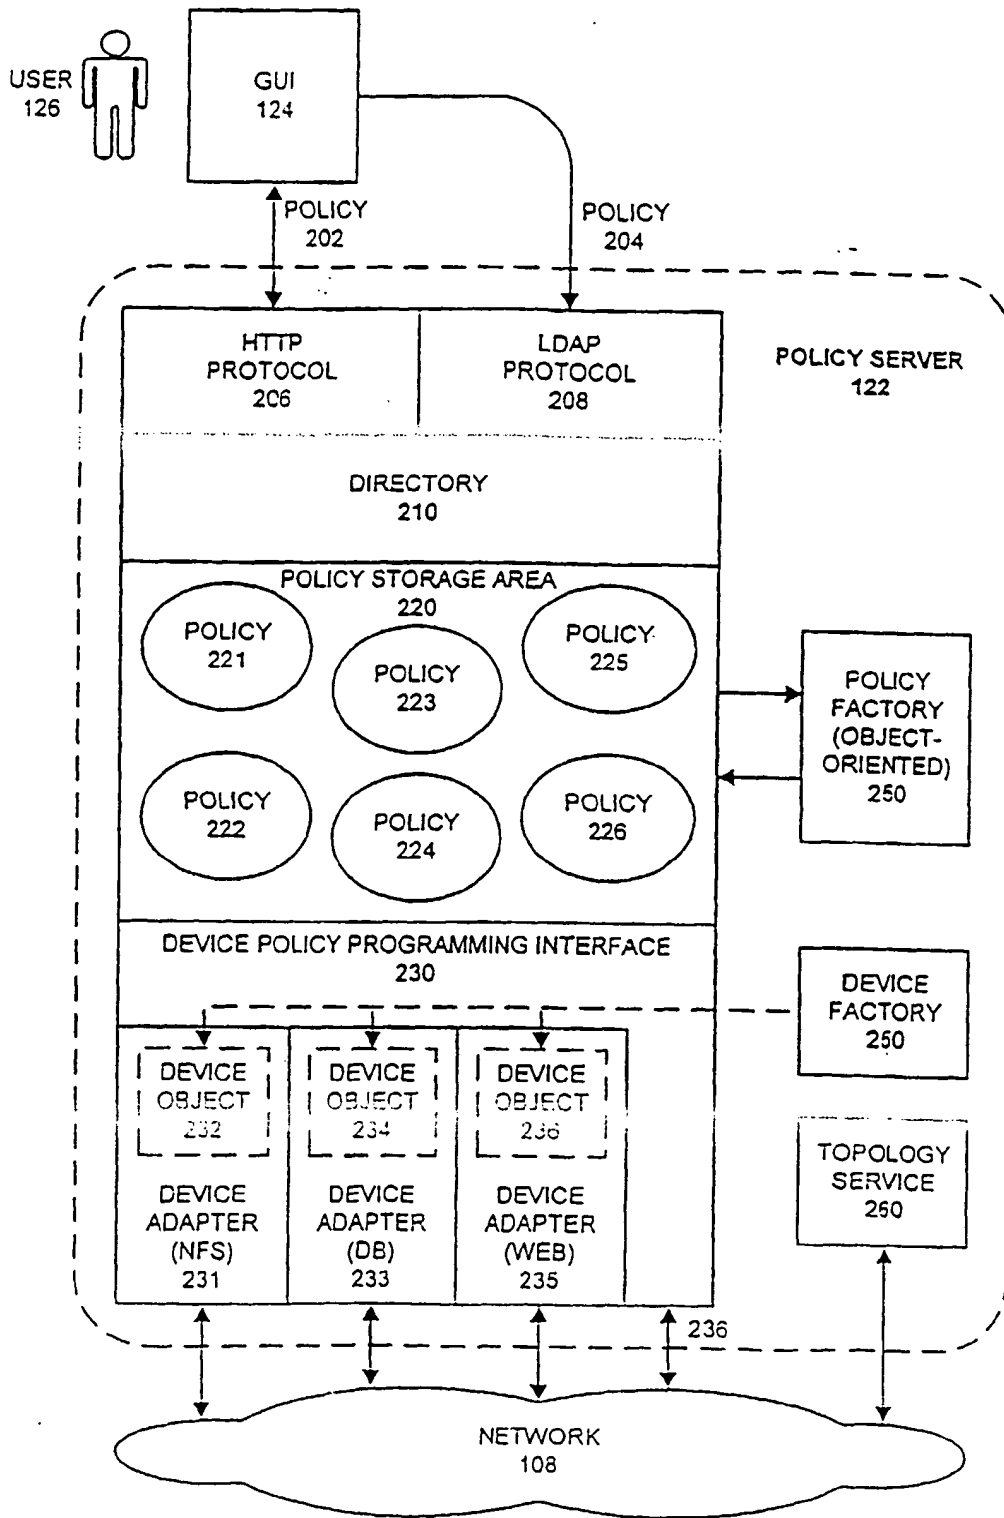 USER
126
GUI
124
POLICY
202
POLICY
204
HTTP
PROTOCOL
206
LDAP
PROTOCOL
208
POLICY SERVER
122
DIRECTORY
210
POLICY STORAGE AREA
220
POLICY
221
POLICY
223
POLICY
225
POLICY
222
POLICY
224
POLICY
226
POLICY
FACTORY
(OBJECT-
ORIENTED)
250
DEVICE POLICY PROGRAMMING INTERFACE
230
DEVICE
FACTORY
250
DEVICE
OBJECT
232
DEVICE
OBJECT
234
DEVICE
OBJECT
236
DEVICE
ADAPTER
(NFS)
231
DEVICE
ADAPTER
(DB)
233
DEVICE
ADAPTER
(WEB)
235
TOPOLOGY
SERVICE
260
236
NETWORK
108